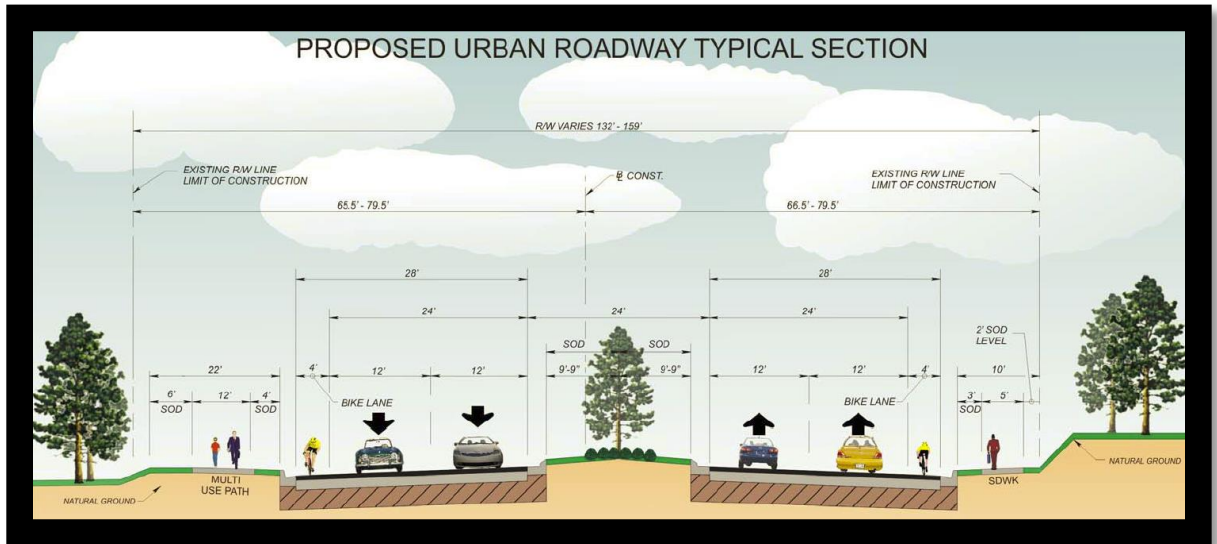 PROPOSED URBAN ROADWAY TYPICAL SECTION
R/W VARIES 132' - 159'
EXISTING R/W LINE
LIMIT OF CONSTRUCTION
℄ CONST.
EXISTING R/W LINE
LIMIT OF CONSTRUCTION
65.5' - 79.5'
66.5' - 79.5'
28'
28'
24'
24'
24'
2' SOD
LEVEL
SOD
SOD
22'
4'
12'
12'
9'-9"
9'-9"
12'
12'
4'
10'
6'
12'
4'
3'
5'
SOD
SOD
BIKE LANE
BIKE LANE
SOD
MULTI
USE PATH
SDWK
NATURAL GROUND
NATURAL GROUND